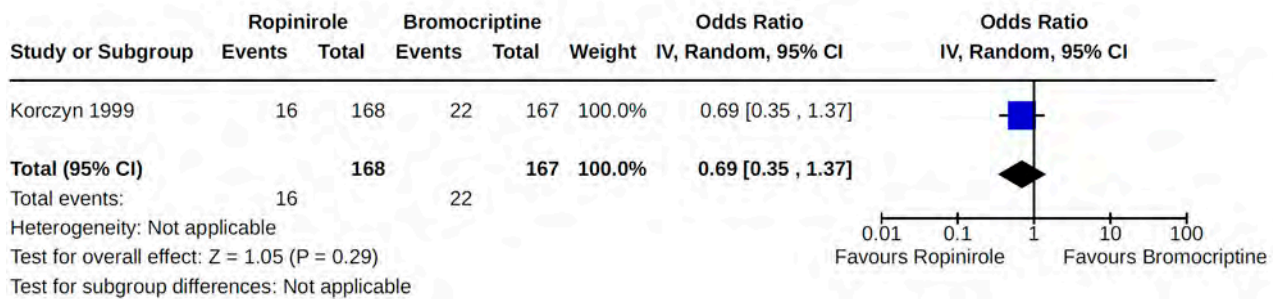 Ropinirole Bromocriptine Odds Ratio Odds Ratio
Study or Subgroup Events Total Events Total Weight IV, Random, 95% CI IV, Random, 95% CI
Korczyn 1999 16 168 22 167 100.0% 0.69 [0.35 , 1.37]
Total (95% CI) 168 167 100.0% 0.69 [0.35 , 1.37]
Total events: 16 22
Heterogeneity: Not applicable 0.01 0.1 1 10 100
Test for overall effect: Z = 1.05 (P = 0.29) Favours Ropinirole Favours Bromocriptine
Test for subgroup differences: Not applicable